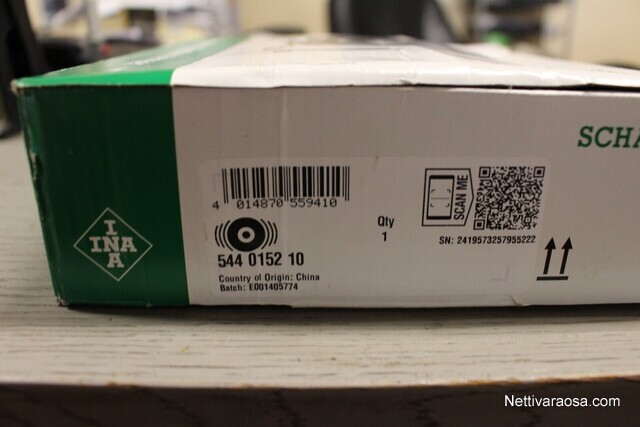 SCHA
4 014870 559410
Qty
1
SCAN ME
SN: 2419573257955222
544 0152 10
Country of Origin: China
Batch: E001405774
I
INA
A
Nettivaraosa.com